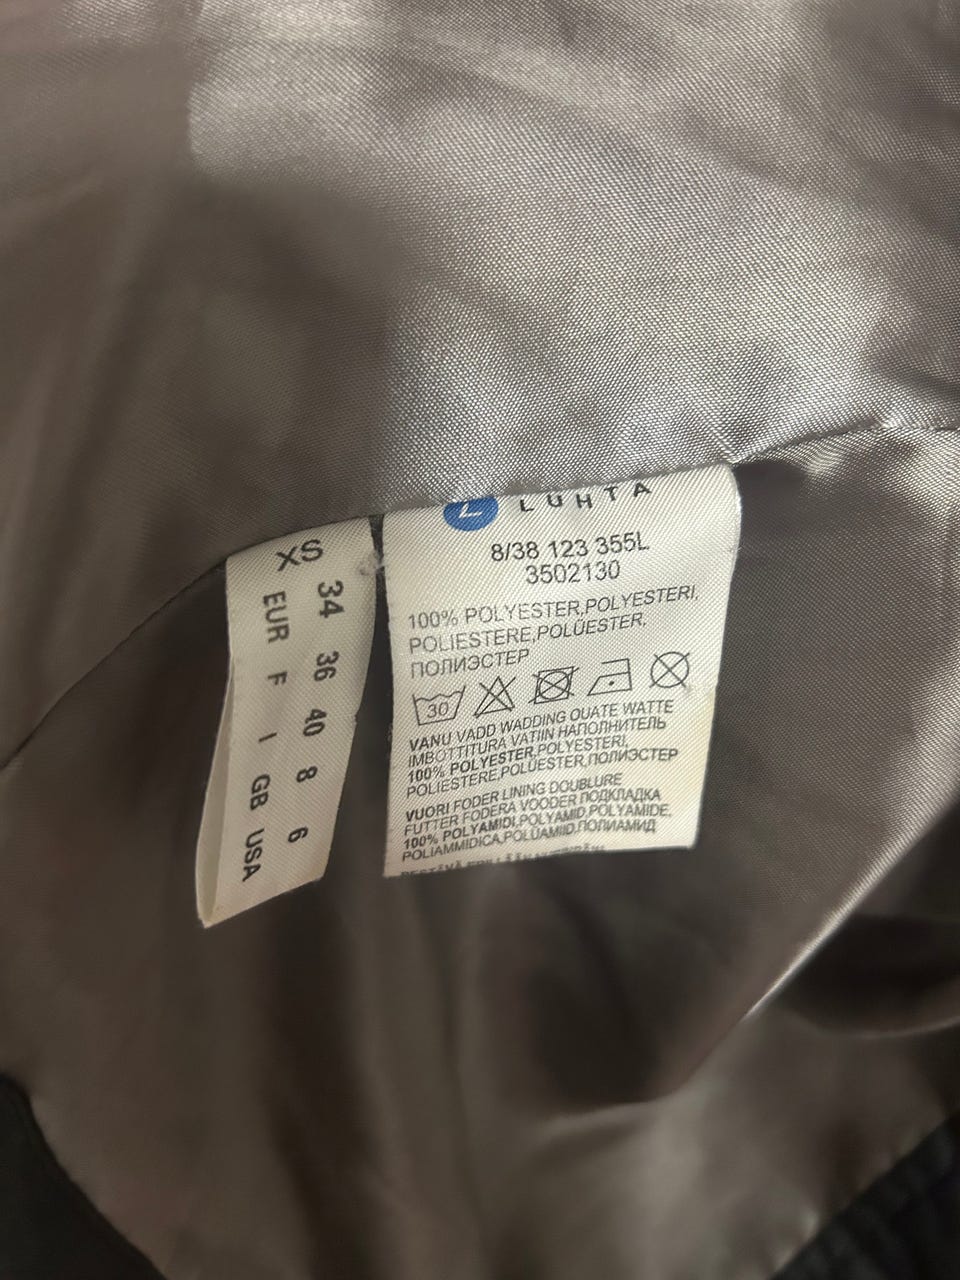 XS
34 36 40 8 6
EUR F I GB USA
L LUHTA
8/38 123 355L
3502130
100% POLYESTER,POLYESTERI,
POLIESTERE,POLÜESTER,
ПОЛИЭСТЕР
30
VANU VADD WADDING OUATE WATTE
IMBOTTITURA VATIIN НАПОЛНИТЕЛЬ
100% POLYESTER,POLYESTERI,
POLIESTERE,POLÜESTER,ПОЛИЭСТЕР
VUORI FODER LINING DOUBLURE
FUTTER FODERA VOODER ПОДКЛАДКА
100% POLYAMIDI,POLYAMID,POLYAMIDE,
POLIAMMIDICA,POLÜAMIID,ПОЛИАМИД